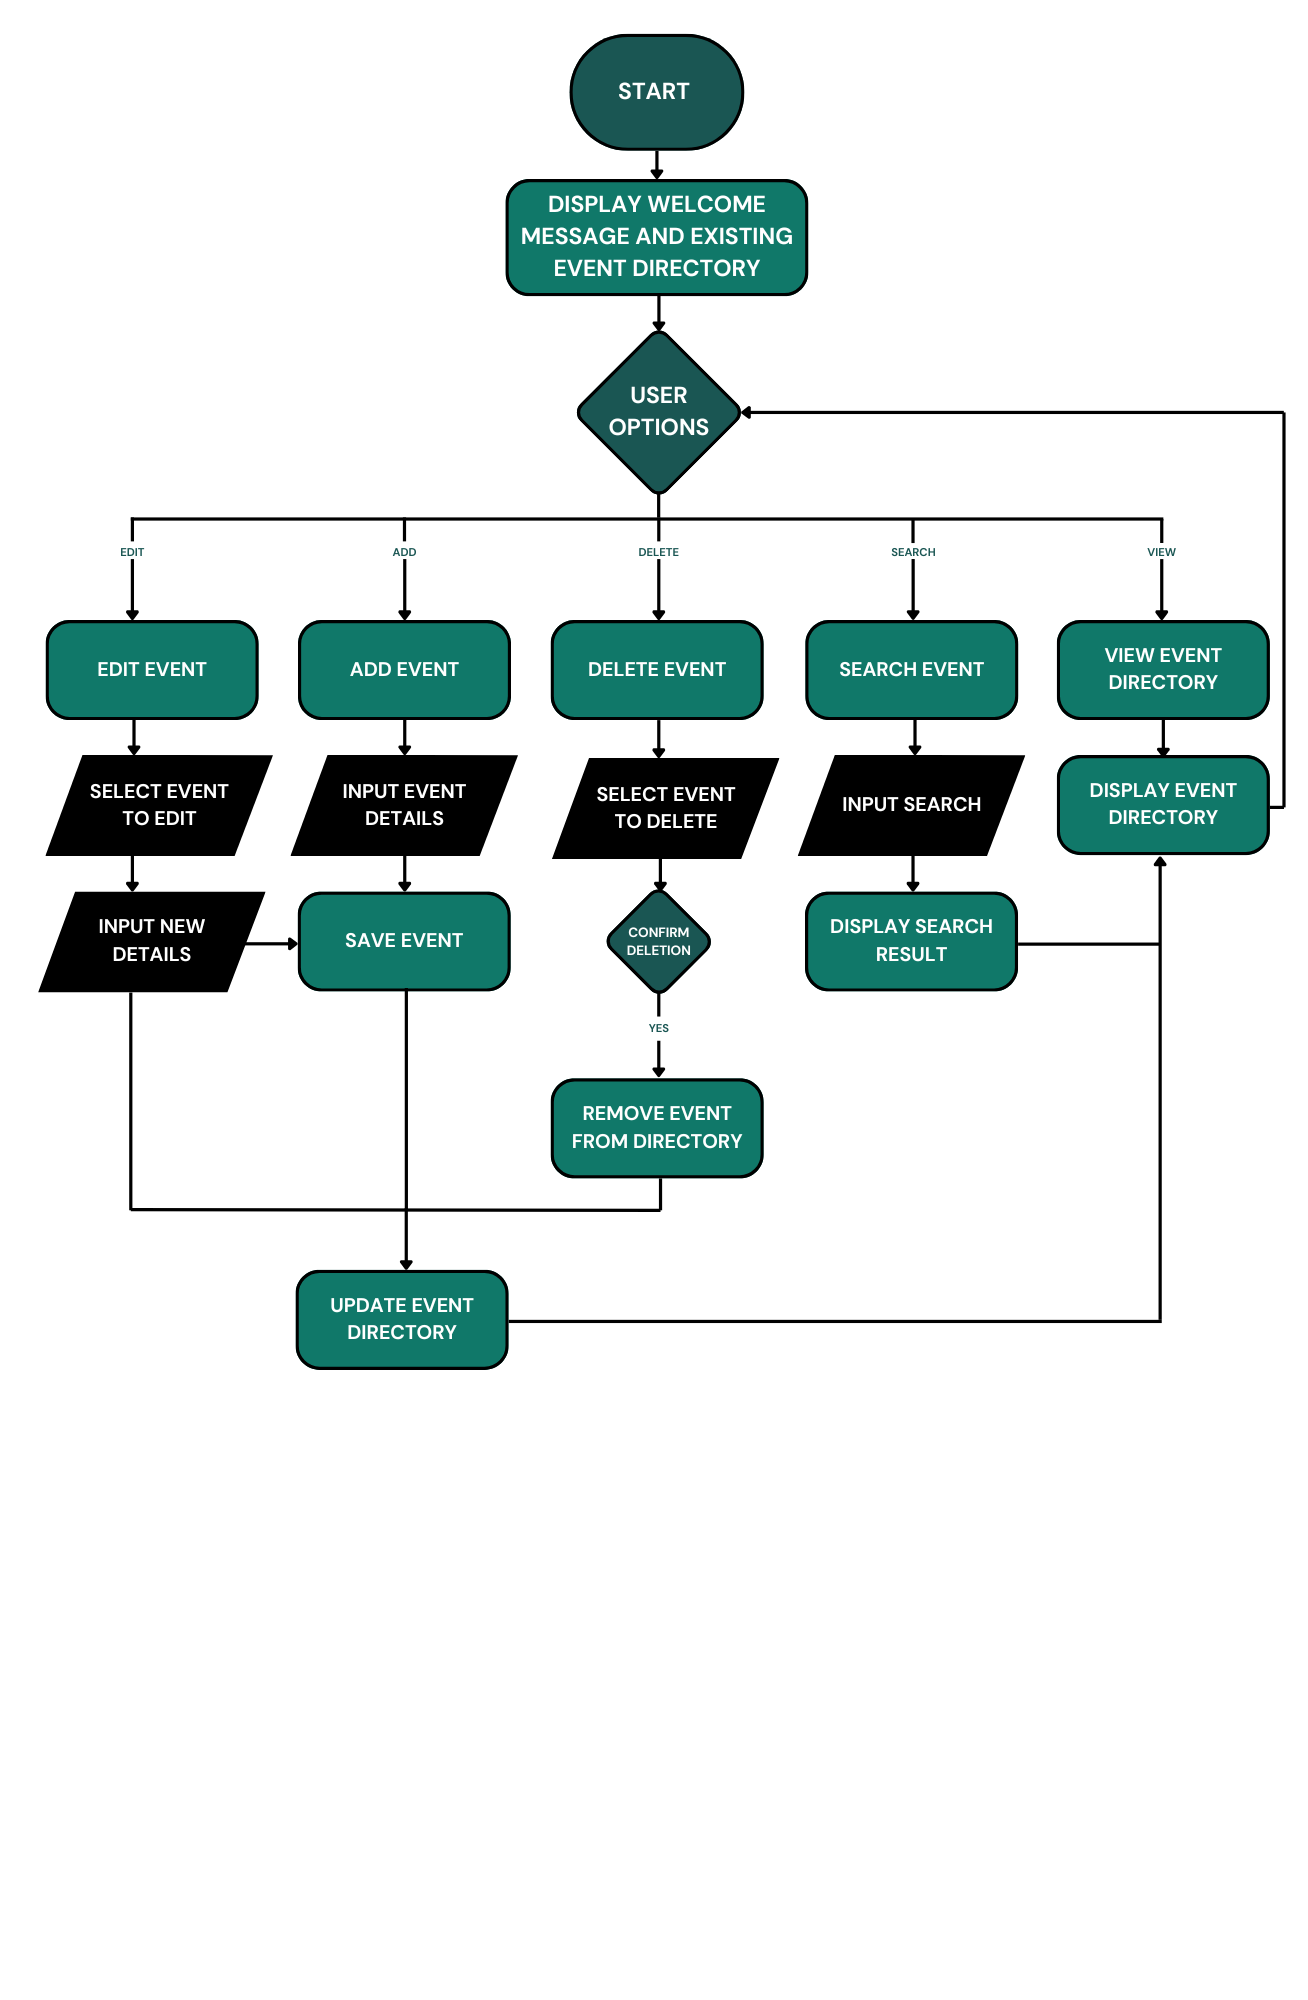 START
DISPLAY WELCOME
MESSAGE AND EXISTING
EVENT DIRECTORY
USER
OPTIONS
EDIT
ADD
DELETE
SEARCH
VIEW
EDIT EVENT
ADD EVENT
DELETE EVENT
SEARCH EVENT
VIEW EVENT
DIRECTORY
SELECT EVENT
TO EDIT
INPUT EVENT
DETAILS
SELECT EVENT
TO DELETE
INPUT SEARCH
DISPLAY EVENT
DIRECTORY
INPUT NEW
DETAILS
SAVE EVENT
CONFIRM
DELETION
DISPLAY SEARCH
RESULT
YES
REMOVE EVENT
FROM DIRECTORY
UPDATE EVENT
DIRECTORY